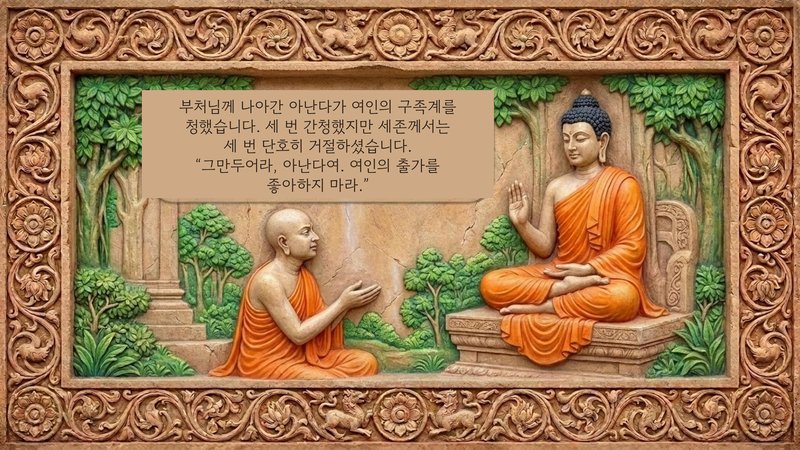 부처님께 나아간 아난다가 여인의 구족계를
청했습니다. 세 번 간청했지만 세존께서는
세 번 단호히 거절하셨습니다.
“그만두어라, 아난다여. 여인의 출가를
좋아하지 마라.”